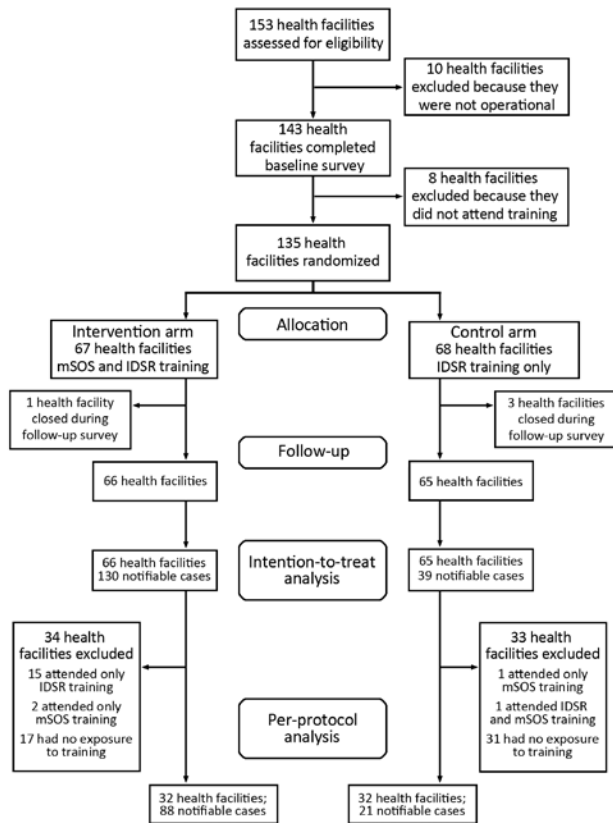 153 health facilities
assessed for eligibility
10 health facilities
excluded because they
were not operational
143 health
facilities completed
baseline survey
8 health facilities
excluded because they
did not attend training
135 health
facilities randomized
Allocation
Intervention arm
67 health facilities
mSOS and IDSR training
Control arm
68 health facilities
IDSR training only
1 health facility
closed during
follow-up survey
3 health facilities
closed during
follow-up survey
Follow-up
66 health facilities
65 health facilities
Intention-to-treat
analysis
66 health facilities
130 notifiable cases
65 health facilities
39 notifiable cases
34 health
facilities excluded
15 attended only
IDSR training
2 attended only
mSOS training
17 had no exposure
to training
33 health
facilities excluded
1 attended only
mSOS training
1 attended IDSR
and mSOS training
31 had no exposure
to training
Per-protocol
analysis
32 health facilities;
88 notifiable cases
32 health facilities;
21 notifiable cases